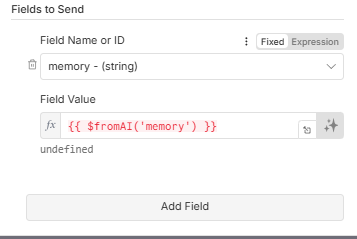 Fields to Send
Field Name or ID
Fixed Expression
memory - (string)
Field Value
fx {{ $fromAI('memory') }}
undefined
Add Field